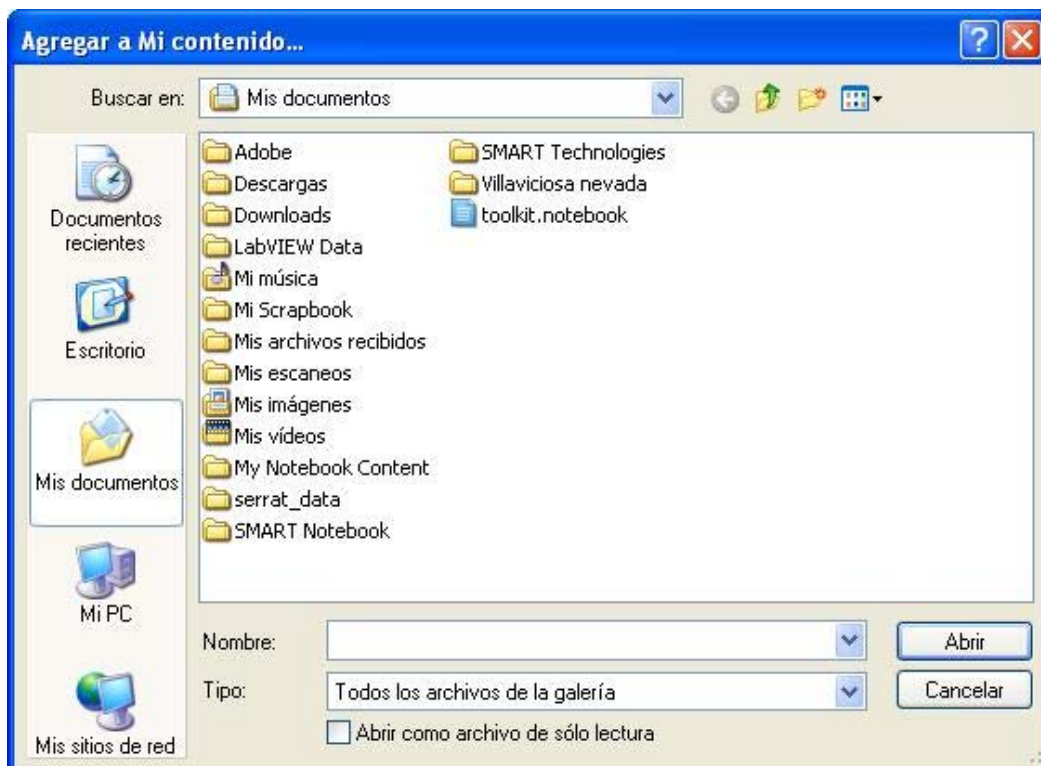 Agregar a Mi contenido...
Buscar en:
Mis documentos
Documentos
recientes
Escritorio
Mis documentos
Mi PC
Mis sitios de red
Adobe
Descargas
Downloads
LabVIEW Data
Mi música
Mi Scrapbook
Mis archivos recibidos
Mis escaneos
Mis imágenes
Mis vídeos
My Notebook Content
serrat_data
SMART Notebook
SMART Technologies
Villaviciosa nevada
toolkit.notebook
Nombre:
Abrir
Tipo:
Todos los archivos de la galería
Cancelar
Abrir como archivo de sólo lectura